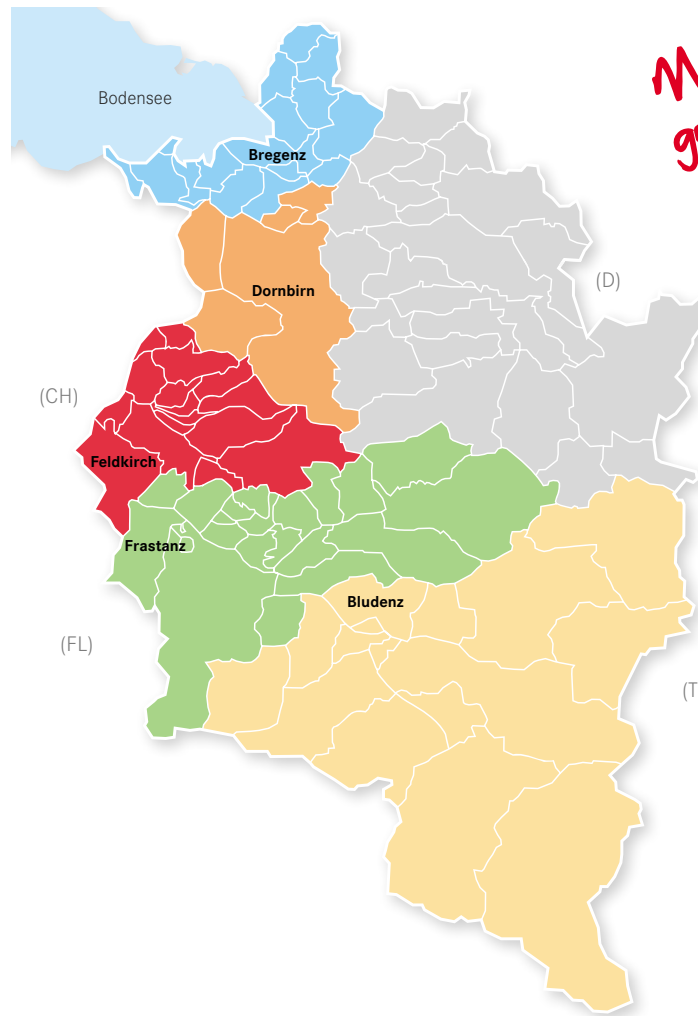 Bodensee
Bregenz
(D)
Dornbirn
(CH)
Feldkirch
Frastanz
Bludenz
(FL)